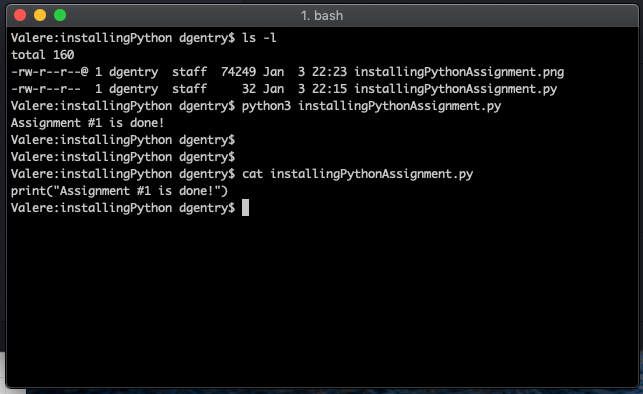 1. bash
Valere:installingPython dgentry$ ls -l
total 160
-rw-r--r--@ 1 dgentry  staff  74249 Jan  3 22:23 installingPythonAssignment.png
-rw-r--r--  1 dgentry  staff     32 Jan  3 22:15 installingPythonAssignment.py
Valere:installingPython dgentry$ python3 installingPythonAssignment.py
Assignment #1 is done!
Valere:installingPython dgentry$
Valere:installingPython dgentry$
Valere:installingPython dgentry$ cat installingPythonAssignment.py
print("Assignment #1 is done!")
Valere:installingPython dgentry$